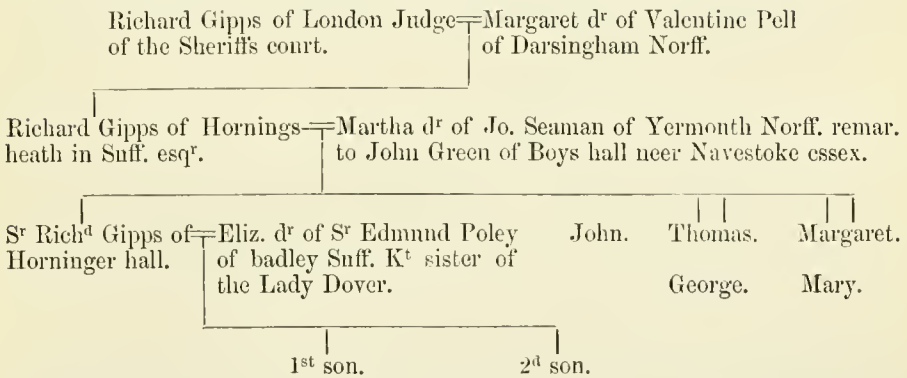 Richard Gipps of London Judge=Margaret dʳ of Valentine Pell
of the Sheriffs court. of Darsingham Norff.
Richard Gipps of Hornings-=Martha dʳ of Jo. Seaman of Yermonth Norff. remar.
heath in Suff. esqʳ. to John Green of Boys hall neer Navestoke essex.
Sʳ Richᵈ Gipps of=Eliz. dʳ of Sʳ Edmund Poley John. Thomas. Margaret.
Horninger hall. of badley Suff. Kᵗ sister of
the Lady Dover. George. Mary.
1ˢᵗ son. 2ᵈ son.